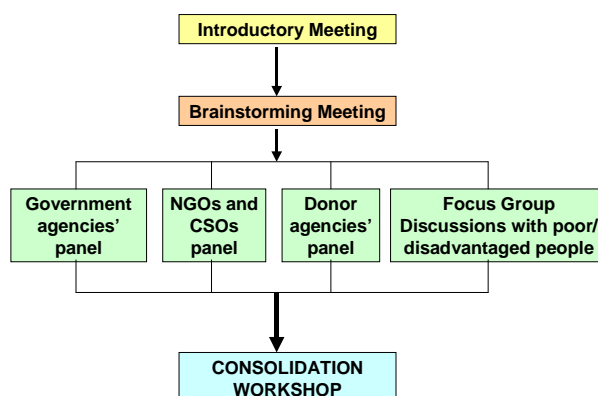 Introductory Meeting
Brainstorming Meeting
Government
agencies'
panel
NGOs and
CSOs
panel
Donor
agencies'
panel
Focus Group
Discussions with poor/
disadvantaged people
CONSOLIDATION
WORKSHOP